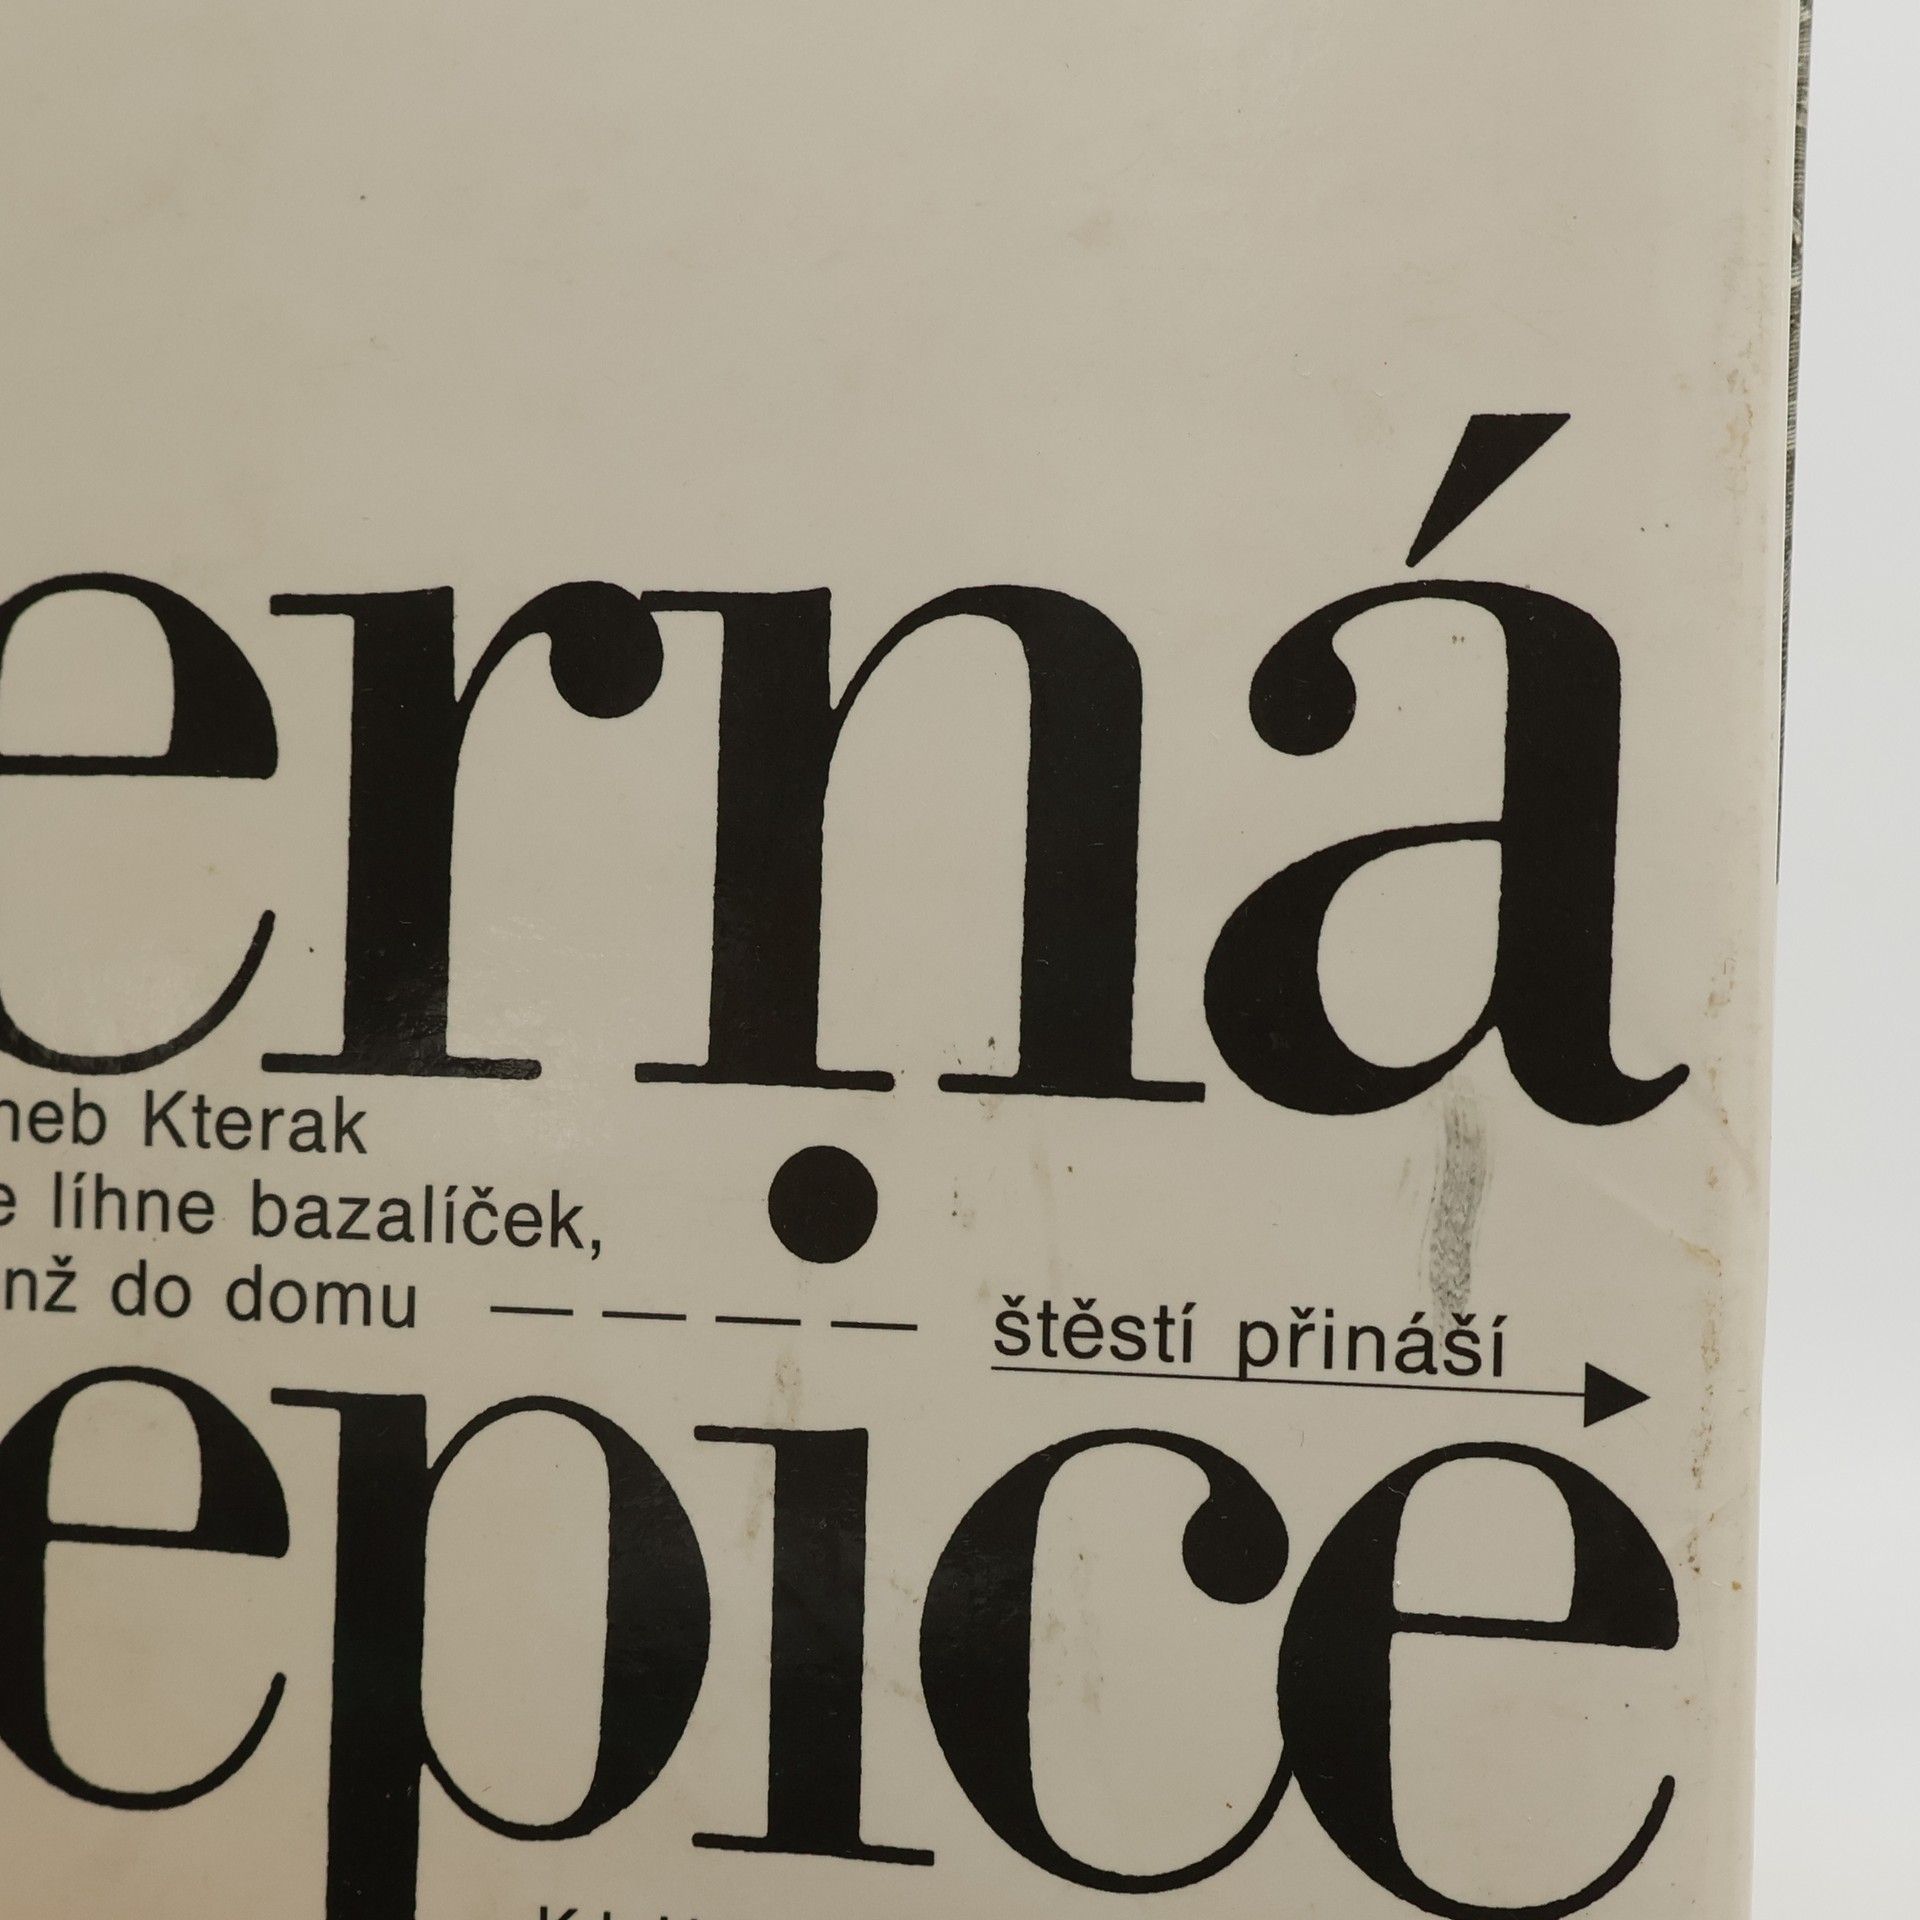 erná
neb Kterak
e líhne bazalíček,
nž do domu — — — — štěstí přináší
epice